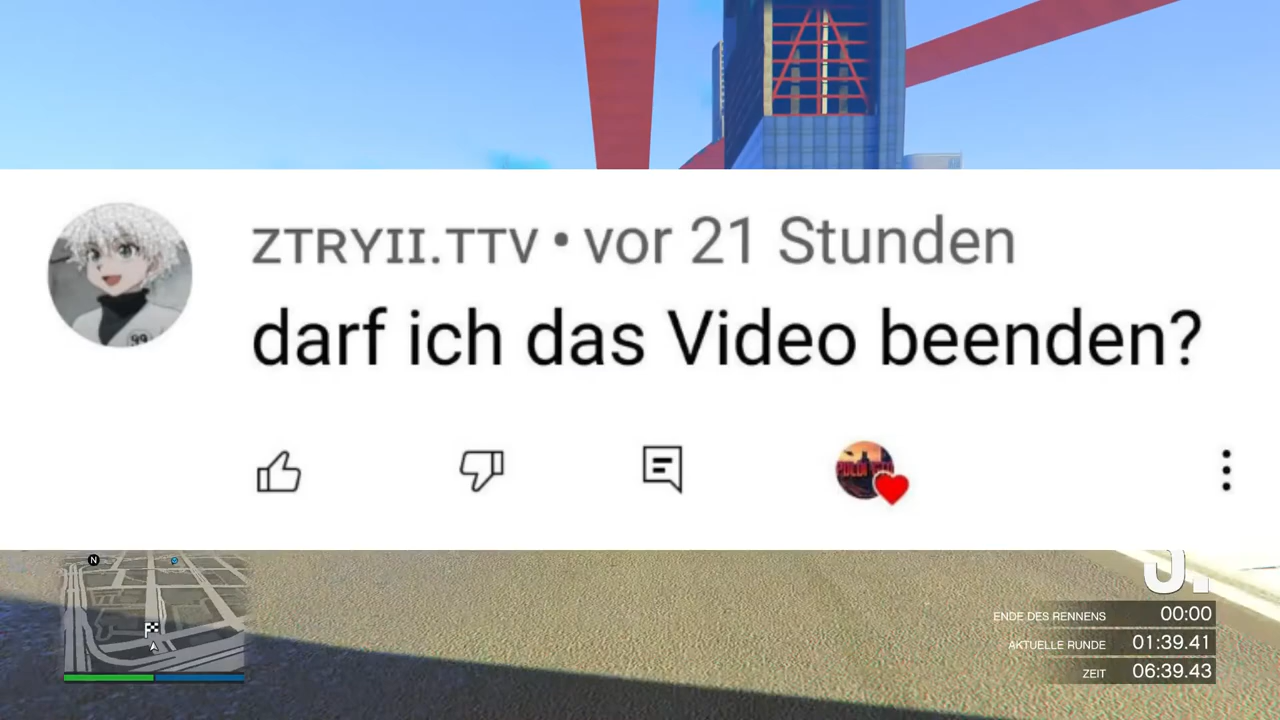 ZTRYII.TTV • vor 21 Stunden
darf ich das Video beenden?
N
ENDE DES RENNENS 00:00
AKTUELLE RUNDE 01:39.41
ZEIT 06:39.43